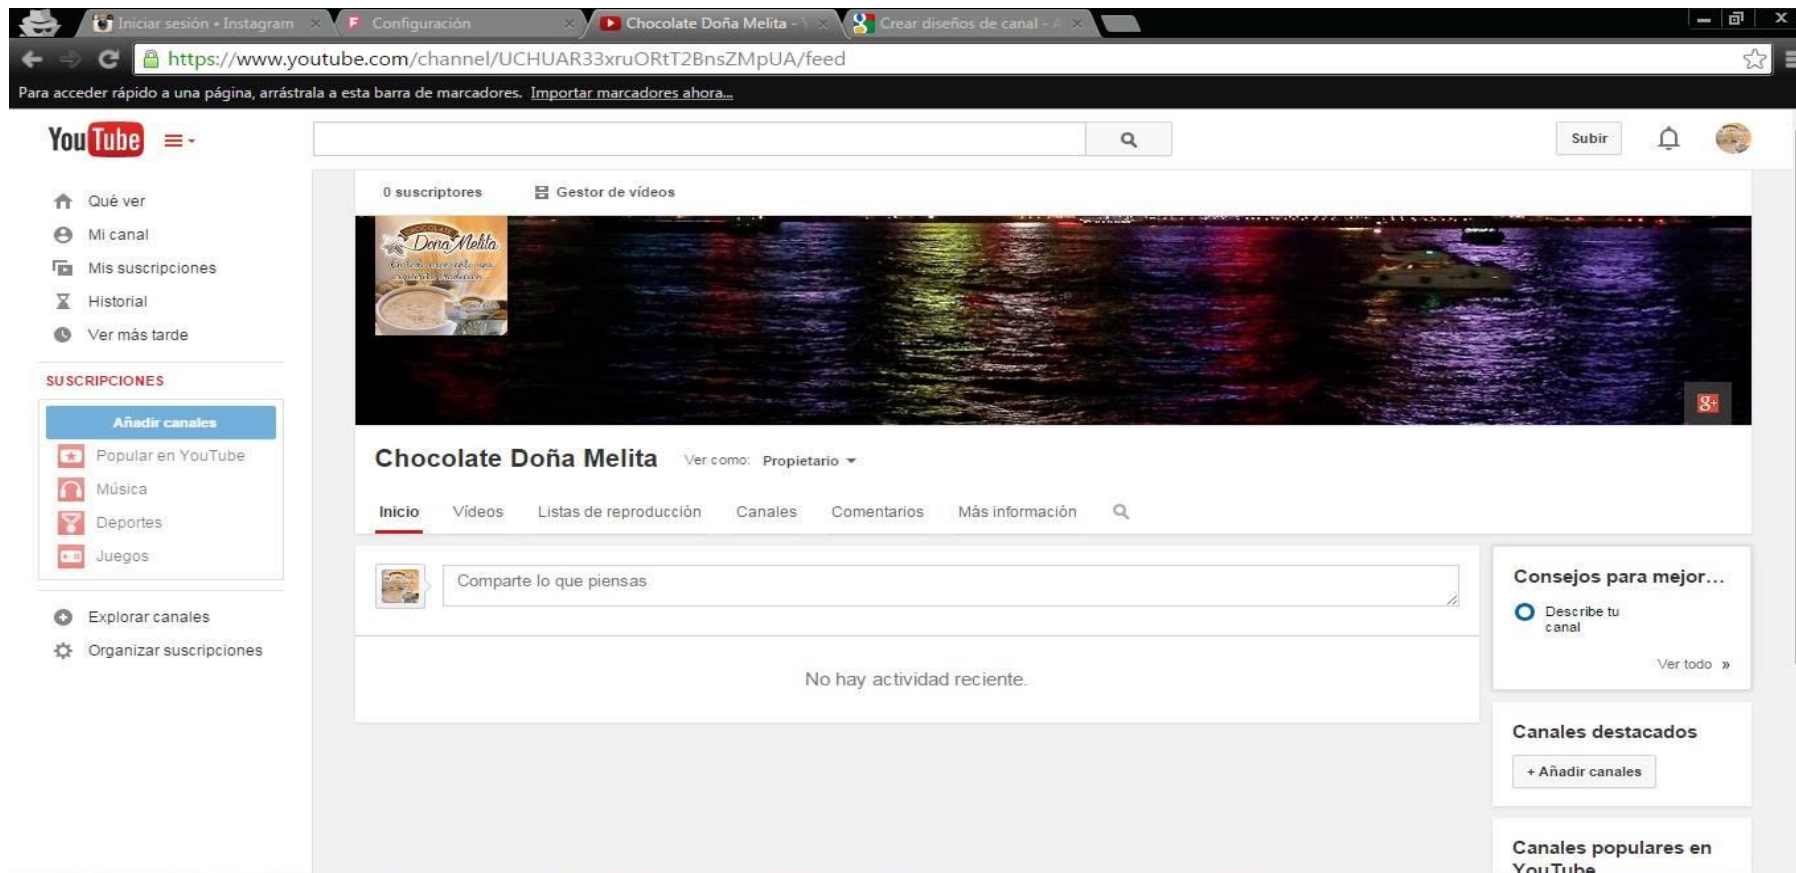 Iniciar sesión • Instagram
Configuración
Chocolate Doña Melita -
Crear diseños de canal - A
https://www.youtube.com/channel/UCHUAR33xruORtT2BnsZMpUA/feed
Para acceder rápido a una página, arrástrala a esta barra de marcadores. Importar marcadores ahora...
YouTube
Subir
Qué ver
Mi canal
Mis suscripciones
Historial
Ver más tarde
SUSCRIPCIONES
Añadir canales
Popular en YouTube
Música
Deportes
Juegos
Explorar canales
Organizar suscripciones
0 suscriptores
Gestor de vídeos
CHOCOLATE
Doña Melita
g+
Chocolate Doña Melita
Ver como: Propietario
Inicio Vídeos Listas de reproducción Canales Comentarios Más información
Comparte lo que piensas
No hay actividad reciente.
Consejos para mejor...
Describe tu
canal
Ver todo »
Canales destacados
+ Añadir canales
Canales populares en
YouTube